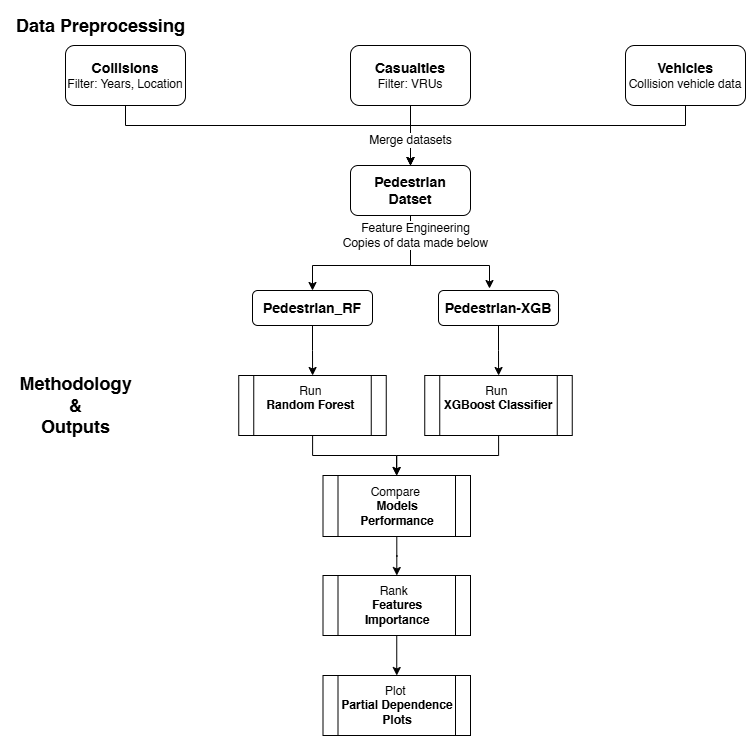 Data Preprocessing
Collisions
Filter: Years, Location
Casualties
Filter: VRUs
Vehicles
Collision vehicle data
Merge datasets
Pedestrian
Datset
Feature Engineering
Copies of data made below
Pedestrian_RF
Pedestrian-XGB
Methodology
&
Outputs
Run
Random Forest
Run
XGBoost Classifier
Compare
Models
Performance
Rank
Features
Importance
Plot
Partial Dependence
Plots